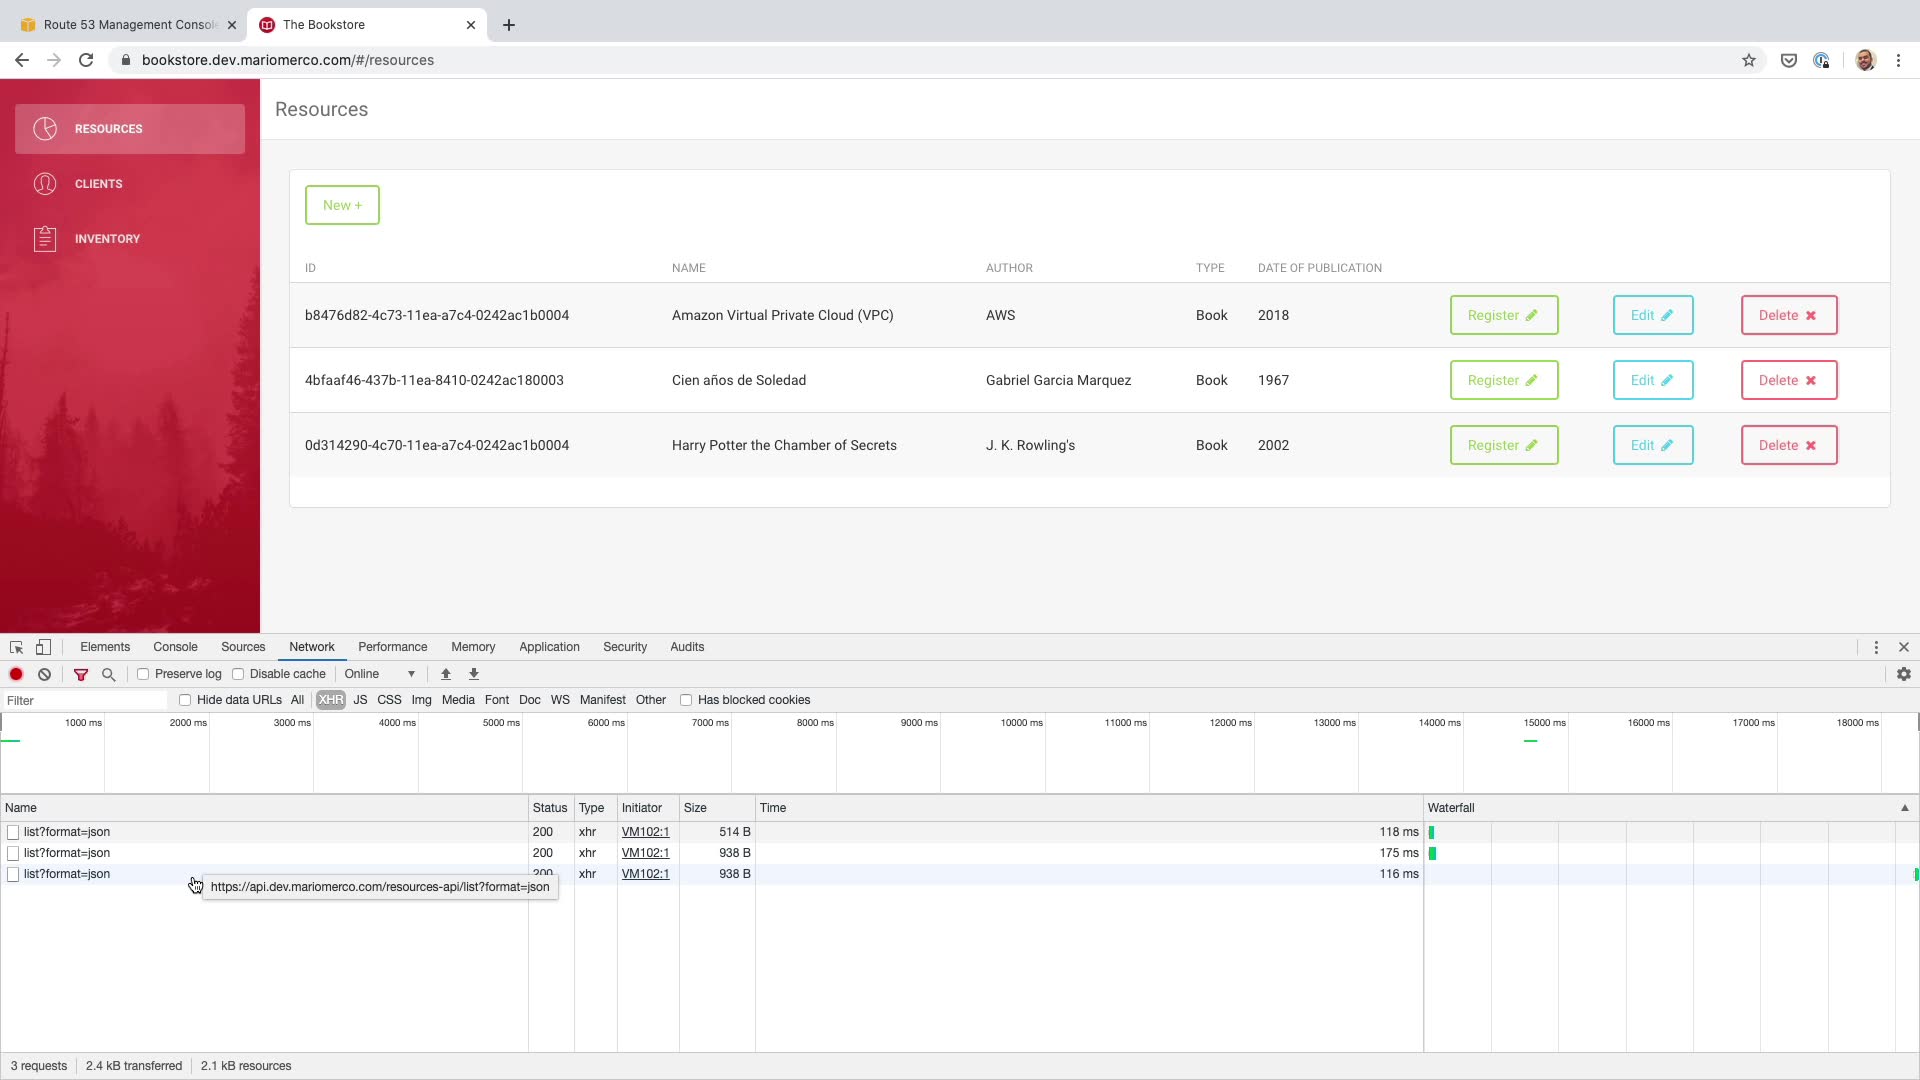 Route 53 Management Console
The Bookstore
bookstore.dev.mariomerco.com/#/resources
RESOURCES
CLIENTS
INVENTORY
Resources
New +
ID NAME AUTHOR TYPE DATE OF PUBLICATION
b8476d82-4c73-11ea-a7c4-0242ac1b0004 Amazon Virtual Private Cloud (VPC) AWS Book 2018 Register Edit Delete
4bfaaf46-437b-11ea-8410-0242ac180003 Cien años de Soledad Gabriel Garcia Marquez Book 1967 Register Edit Delete
0d314290-4c70-11ea-a7c4-0242ac1b0004 Harry Potter the Chamber of Secrets J. K. Rowling's Book 2002 Register Edit Delete
Elements Console Sources Network Performance Memory Application Security Audits
Preserve log Disable cache Online
Filter Hide data URLs All XHR JS CSS Img Media Font Doc WS Manifest Other Has blocked cookies
1000 ms 2000 ms 3000 ms 4000 ms 5000 ms 6000 ms 7000 ms 8000 ms 9000 ms 10000 ms 11000 ms 12000 ms 13000 ms 14000 ms 15000 ms 16000 ms 17000 ms 18000 ms
Name Status Type Initiator Size Time Waterfall
list?format=json 200 xhr VM102:1 514 B 118 ms
list?format=json 200 xhr VM102:1 938 B 175 ms
list?format=json 200 xhr VM102:1 938 B 116 ms
https://api.dev.mariomerco.com/resources-api/list?format=json
3 requests 2.4 kB transferred 2.1 kB resources